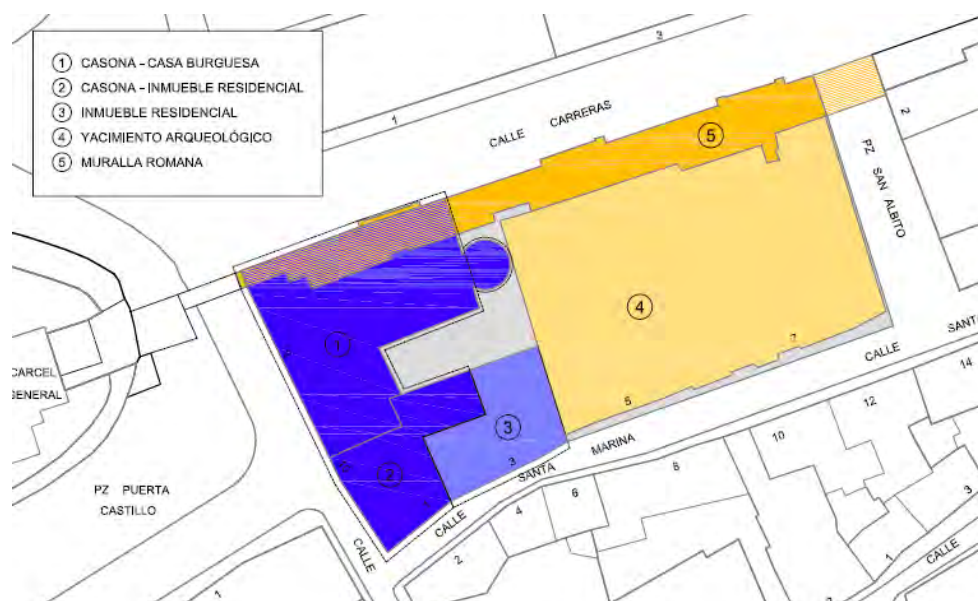 1 CASONA - CASA BURGUESA
2 CASONA - INMUEBLE RESIDENCIAL
3 INMUEBLE RESIDENCIAL
4 YACIMIENTO ARQUEOLÓGICO
5 MURALLA ROMANA
3
1
CALLE CARRERAS
5
2
PZ SAN ALBITO
4
1
7
CALLE SANTA
CARCEL
GENERAL
5
3
2
3
CALLE SANTA MARINA
PZ PUERTA
CASTILLO
14
12
10
8
6
4
2
CALLE
1
3
1
CALLE